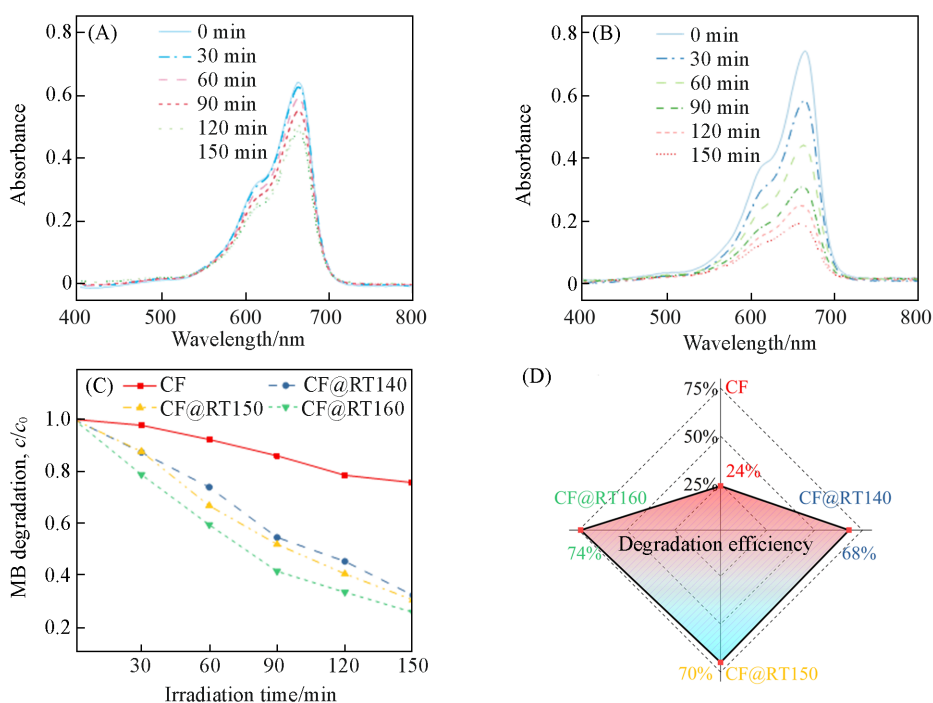 (A)
0 min
30 min
60 min
90 min
120 min
150 min
0.8
0.6
0.4
0.2
0
Absorbance
400
500
600
700
800
Wavelength/nm
(B)
0 min
30 min
60 min
90 min
120 min
150 min
0.8
0.6
0.4
0.2
0
Absorbance
400
500
600
700
800
Wavelength/nm
(C)
CF
CF@RT140
CF@RT150
CF@RT160
1.0
0.8
0.6
0.4
0.2
MB degradation, c/c₀
30
60
90
120
150
Irradiation time/min
(D)
75%
CF
50%
25%
24%
CF@RT160
CF@RT140
Degradation efficiency
74%
68%
70%
CF@RT150